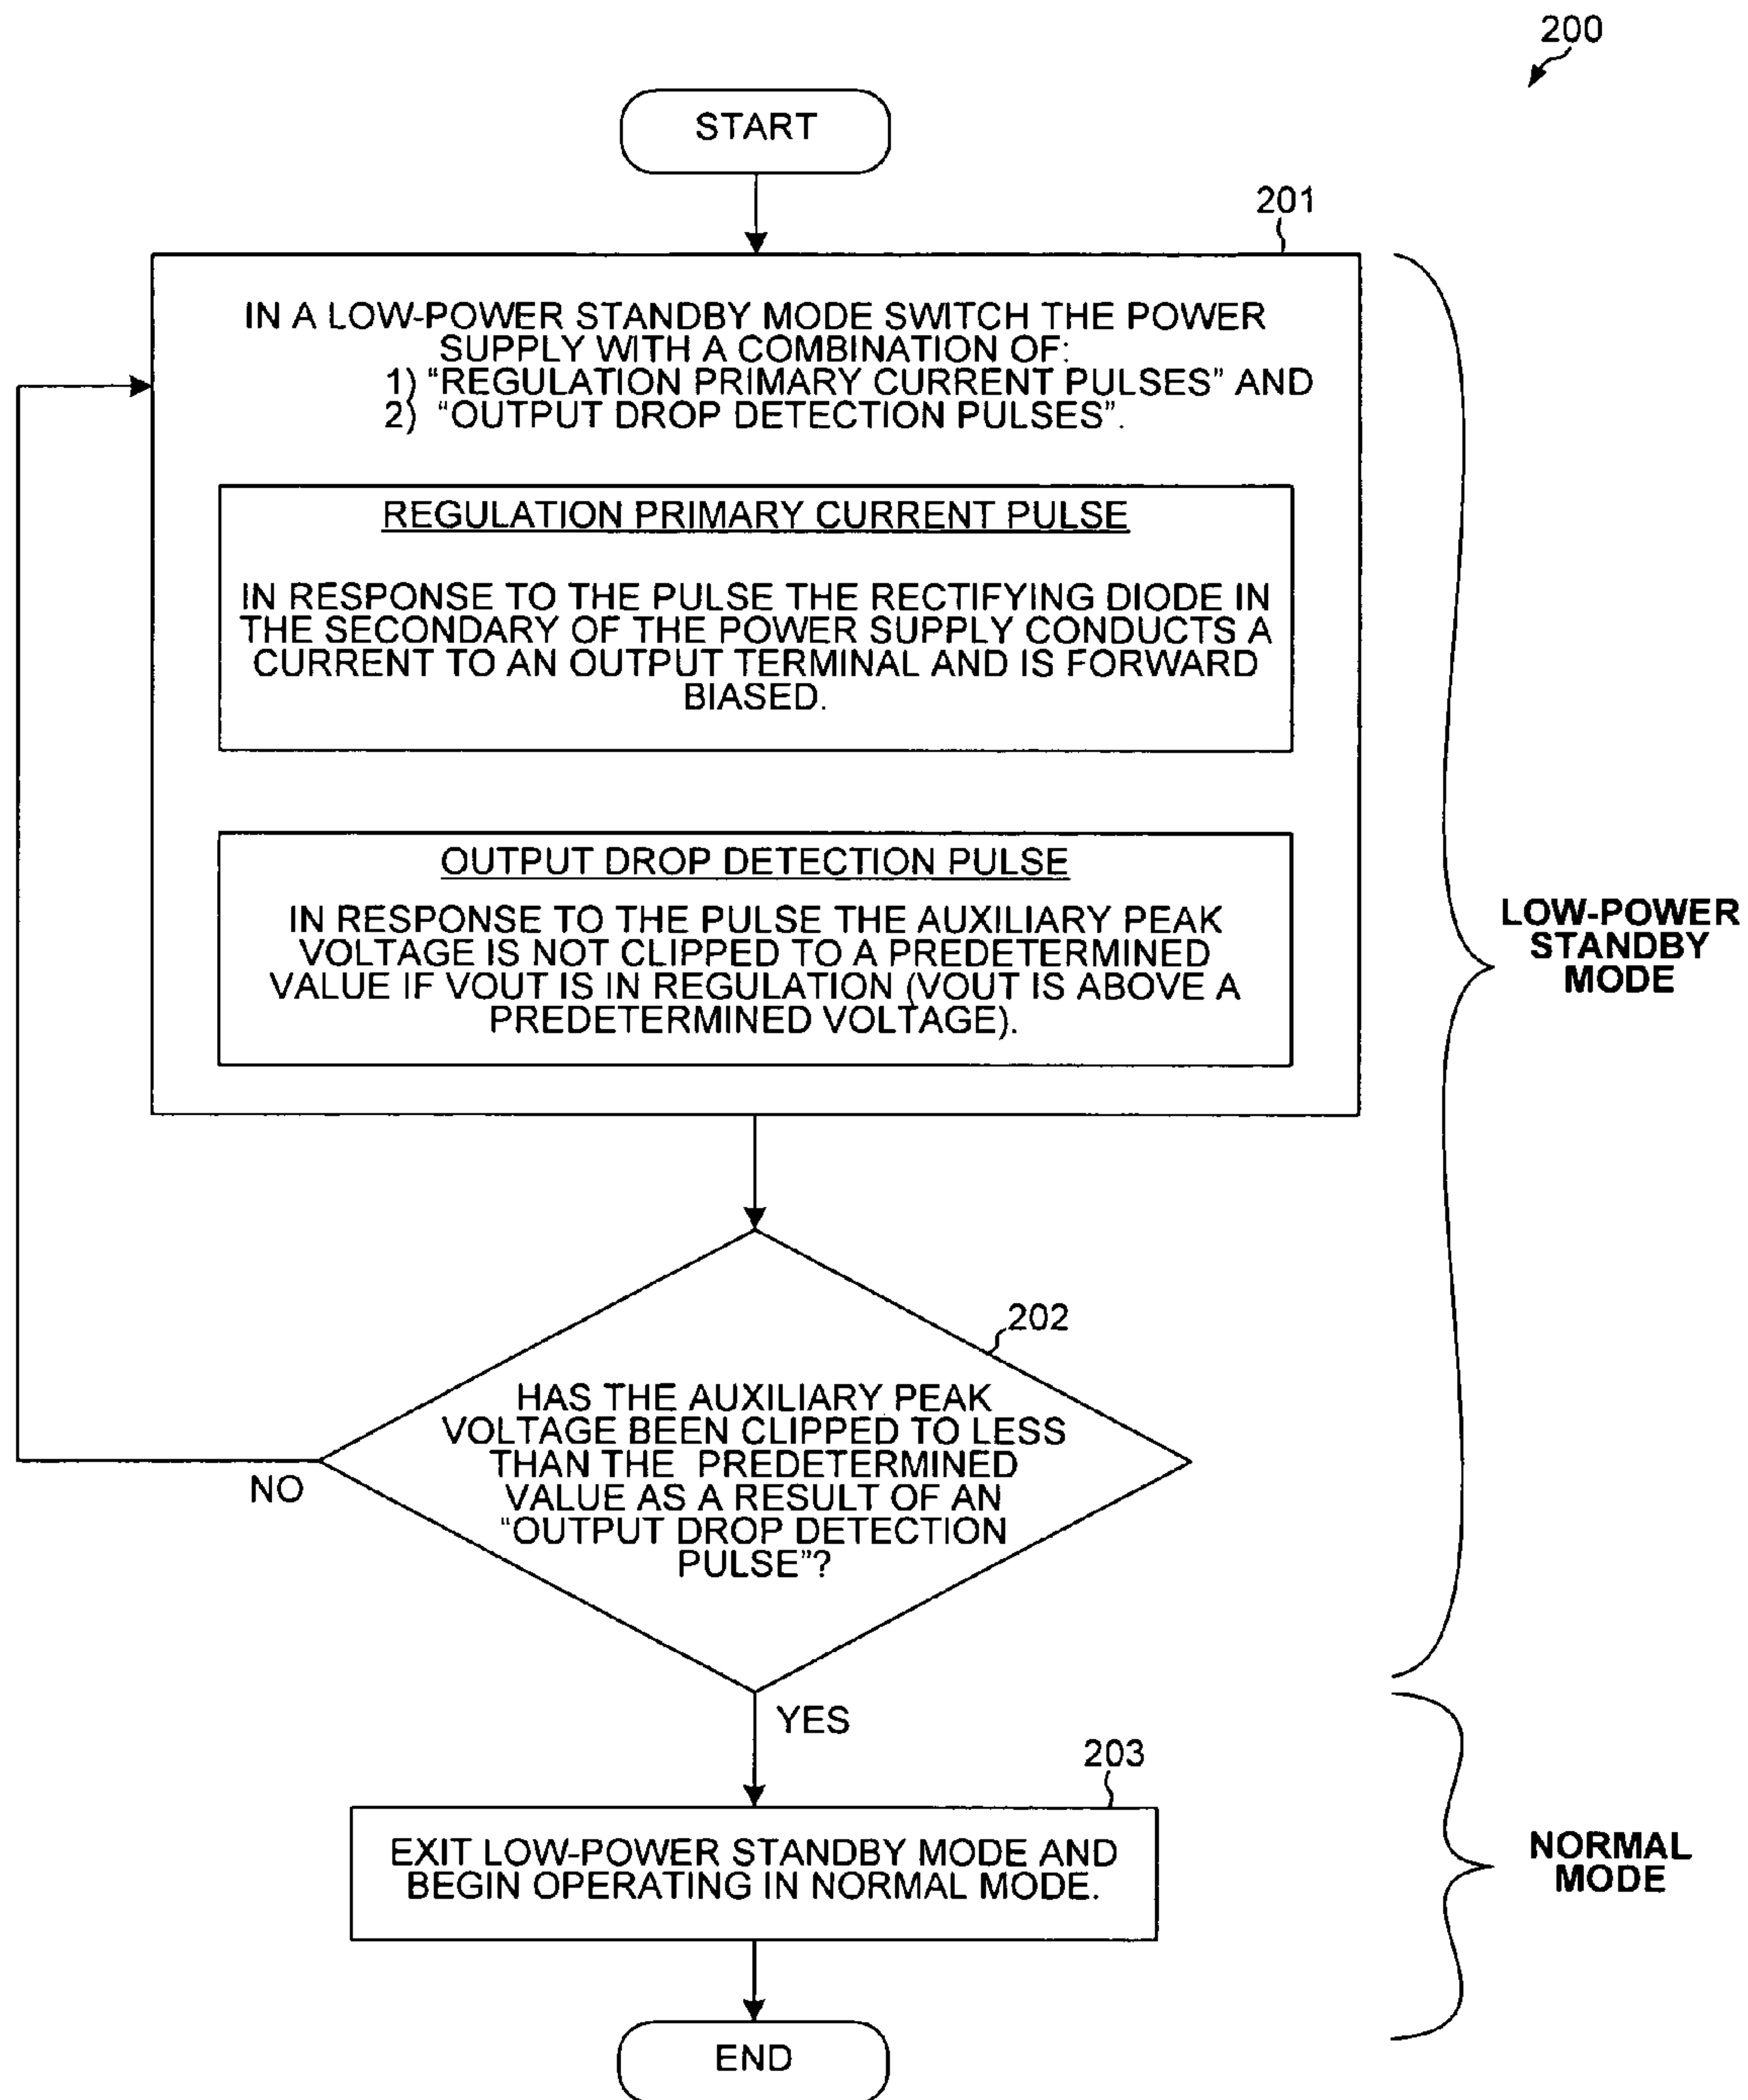 200
START
201
IN A LOW-POWER STANDBY MODE SWITCH THE POWER
SUPPLY WITH A COMBINATION OF:
1) “REGULATION PRIMARY CURRENT PULSES” AND
2) “OUTPUT DROP DETECTION PULSES”.
REGULATION PRIMARY CURRENT PULSE
IN RESPONSE TO THE PULSE THE RECTIFYING DIODE IN
THE SECONDARY OF THE POWER SUPPLY CONDUCTS A
CURRENT TO AN OUTPUT TERMINAL AND IS FORWARD
BIASED.
OUTPUT DROP DETECTION PULSE
IN RESPONSE TO THE PULSE THE AUXILIARY PEAK
VOLTAGE IS NOT CLIPPED TO A PREDETERMINED
VALUE IF VOUT IS IN REGULATION (VOUT IS ABOVE A
PREDETERMINED VOLTAGE).
LOW-POWER
STANDBY
MODE
202
HAS THE AUXILIARY PEAK
VOLTAGE BEEN CLIPPED TO LESS
THAN THE PREDETERMINED
VALUE AS A RESULT OF AN
“OUTPUT DROP DETECTION
PULSE”?
NO
YES
203
EXIT LOW-POWER STANDBY MODE AND
BEGIN OPERATING IN NORMAL MODE.
NORMAL
MODE
END